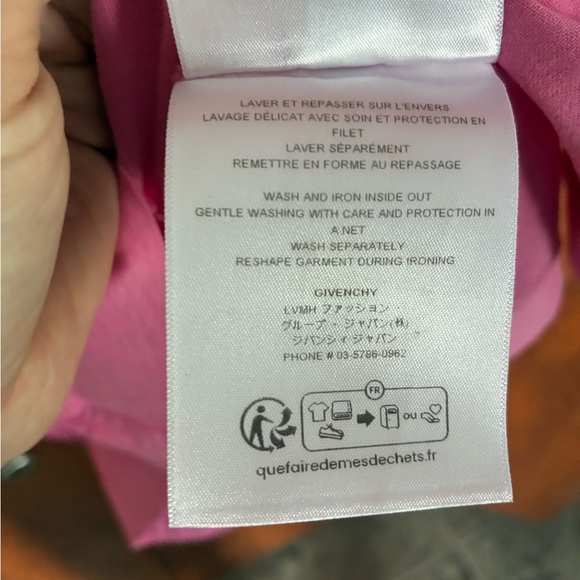 LAVER ET REPASSER SUR L'ENVERS
LAVAGE DÉLICAT AVEC SOIN ET PROTECTION EN
FILET
LAVER SÉPARÉMENT
REMETTRE EN FORME AU REPASSAGE
WASH AND IRON INSIDE OUT
GENTLE WASHING WITH CARE AND PROTECTION IN
A NET
WASH SEPARATELY
RESHAPE GARMENT DURING IRONING
GIVENCHY
LVMH ファッション
グループ・ジャパン(株)
ジバンシィ ジャパン
PHONE # 03-5786-0962
FR
ou
quefairedemesdechets.fr